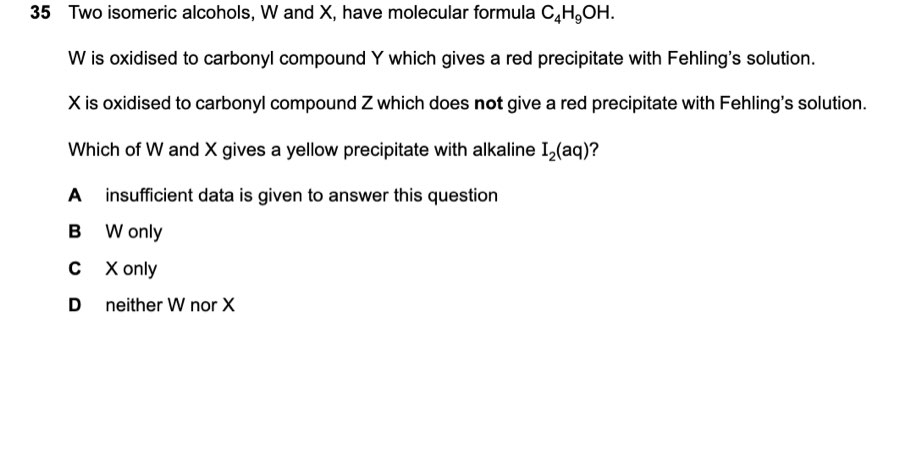 35 Two isomeric alcohols, W and X, have molecular formula C₄H₉OH.
W is oxidised to carbonyl compound Y which gives a red precipitate with Fehling’s solution.
X is oxidised to carbonyl compound Z which does not give a red precipitate with Fehling’s solution.
Which of W and X gives a yellow precipitate with alkaline I₂(aq)?
A insufficient data is given to answer this question
B W only
C X only
D neither W nor X